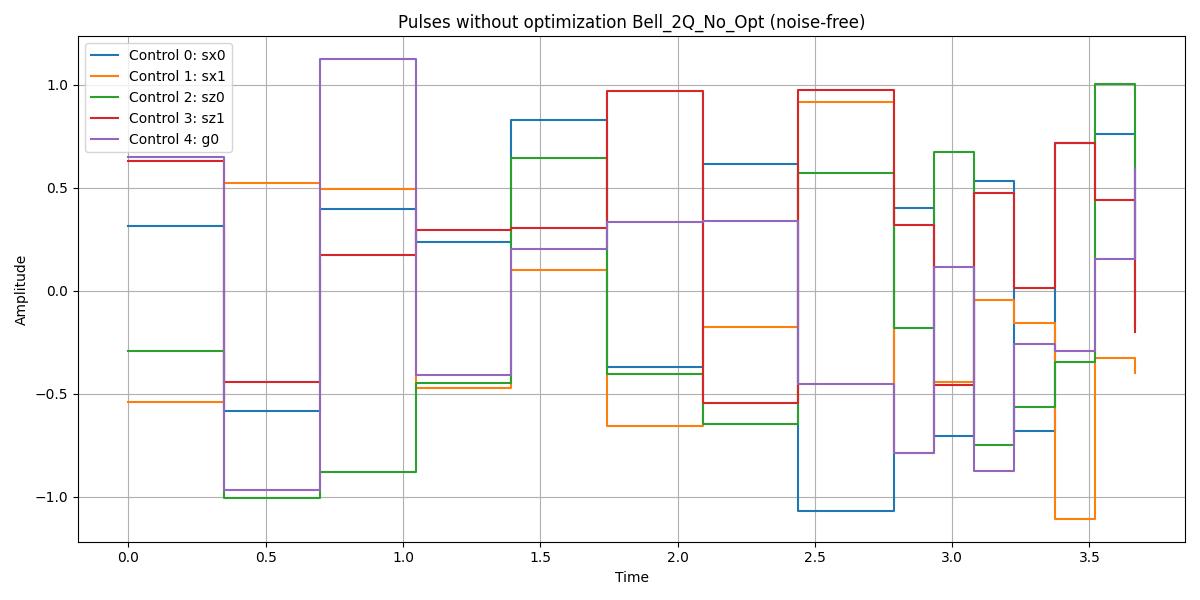 Pulses without optimization Bell_2Q_No_Opt (noise-free)
Control 0: sx0
Control 1: sx1
Control 2: sz0
Control 3: sz1
Control 4: g0
Amplitude
1.0
0.5
0.0
−0.5
−1.0
0.0 0.5 1.0 1.5 2.0 2.5 3.0 3.5
Time